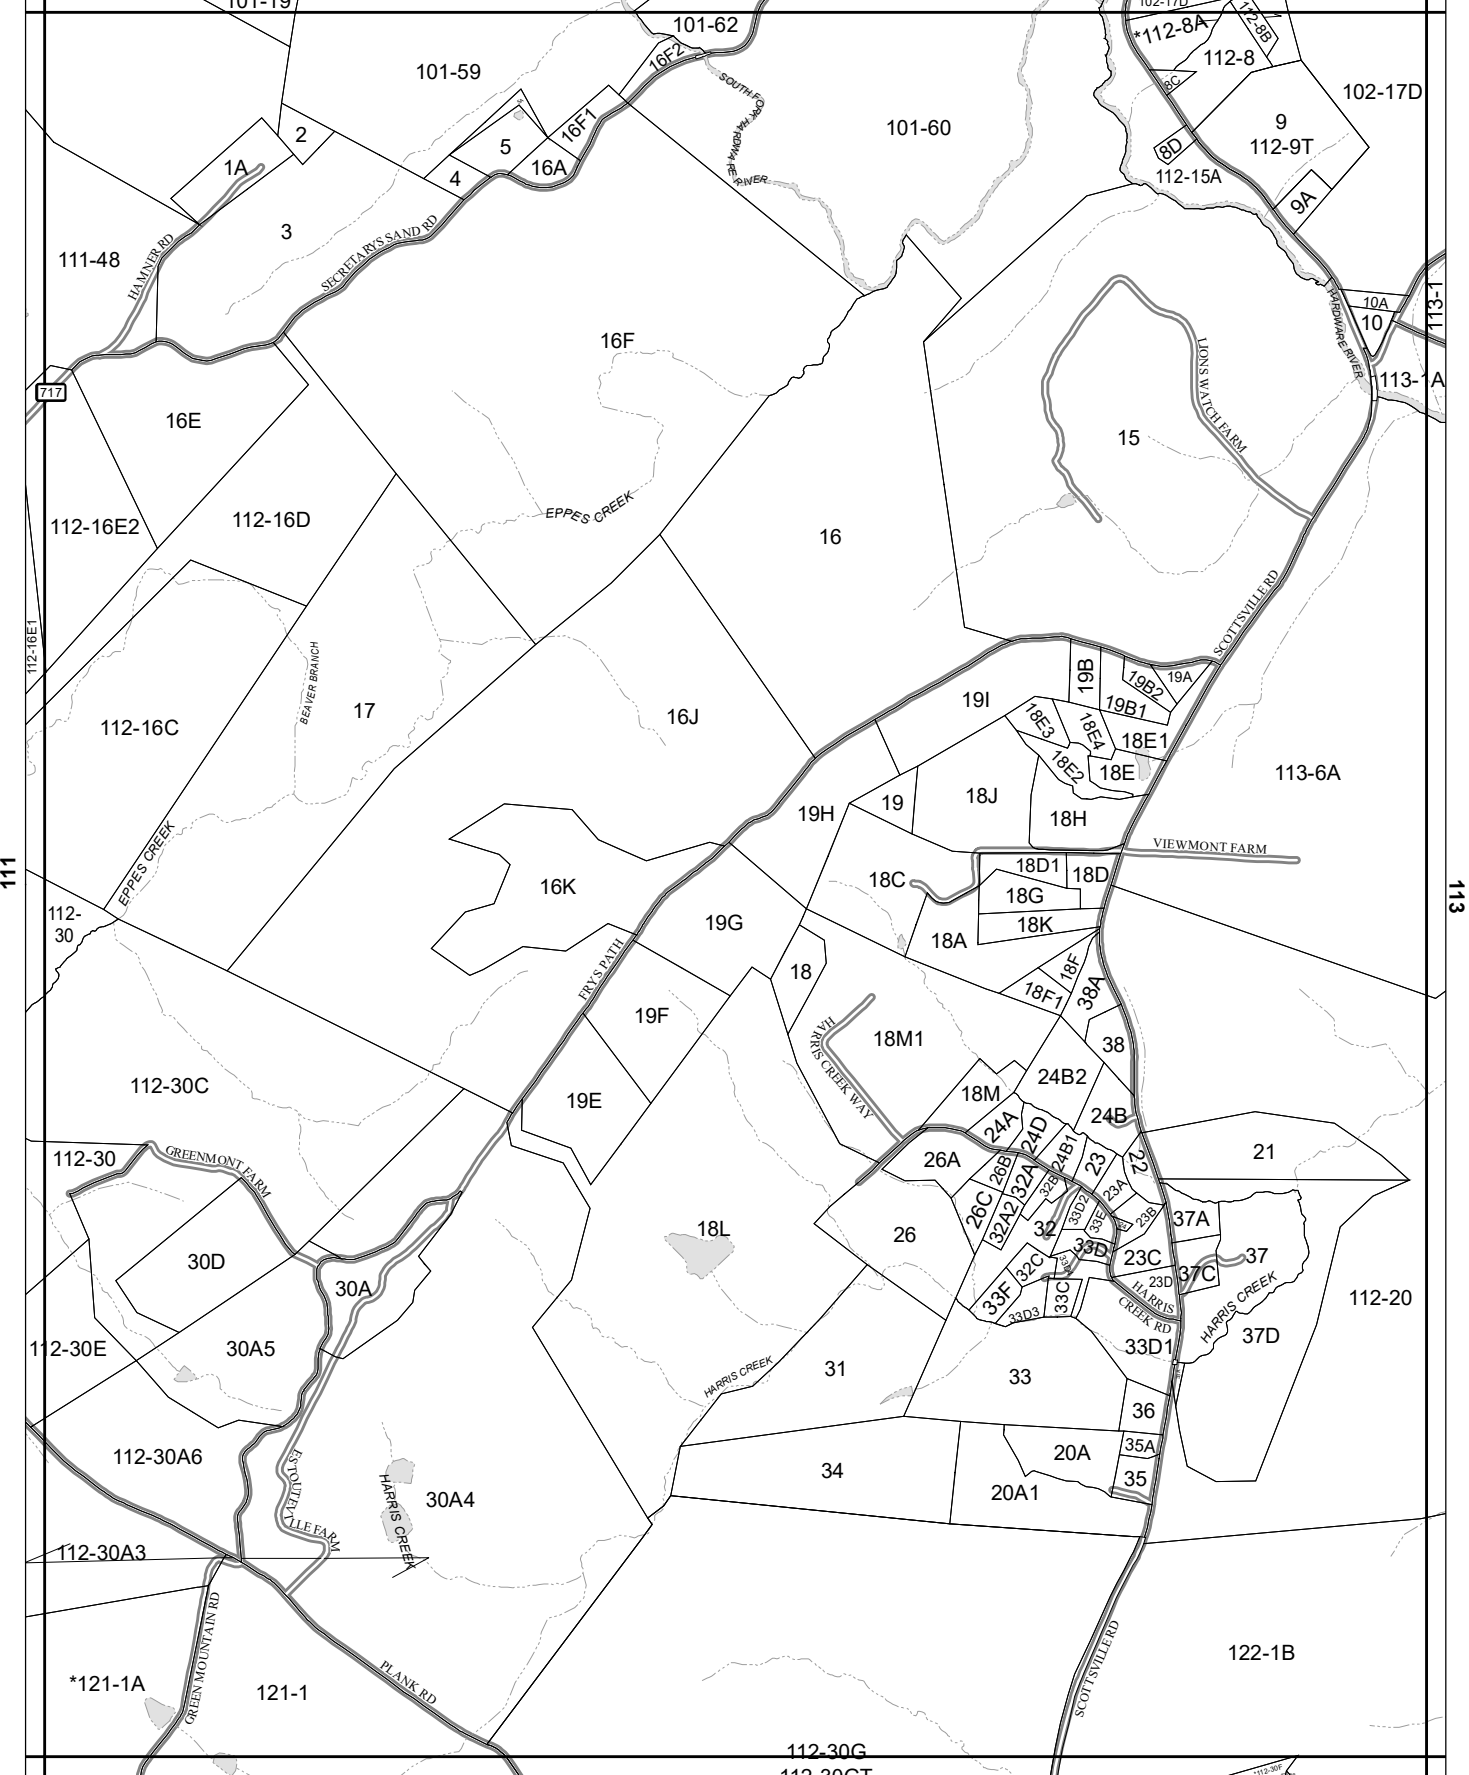 101-19
101-62
102-17D
*112-8A
112-8B
101-59
16F2
112-8
8C
102-17D
SOUTH FORK HARDWARE RIVER
101-60
9
112-9T
2
5
16F1
1A
16A
4
8D
112-15A
9A
3
111-48
HAMNER RD
SECRETARYS SAND RD
HARDWARE RIVER
10A
10
113-1
16F
LIONS WATCH FARM
113-1A
717
16E
15
EPPES CREEK
112-16E2
112-16D
16
112-16E1
SCOTTSVILLE RD
BEAVER BRANCH
19B
19B2
19A
19I
19B1
112-16C
17
16J
18E3
18E4
18E1
18E2
18E
113-6A
19H
19
18J
18H
EPPES CREEK
VIEWMONT FARM
111
113
18D1
18D
18C
16K
18G
112-
30
19G
18K
18A
FRYS PATH
18
18F
18F1
38A
19F
HARRIS CREEK WAY
18M1
38
24B2
112-30C
19E
18M
24B
24A
24D
24B1
112-30
GREENMONT FARM
26A
26B
32A
23
22
21
32B
23A
26C
32A2
33D2
33E
23B
37A
30D
18L
26
32
33D
23C
37
32C
23D
37C
30A
33F
33C
33D3
HARRIS
CREEK RD
HARRIS CREEK
112-20
112-30E
30A5
33D1
37D
HARRIS CREEK
31
33
36
112-30A6
20A
35A
34
35
20A1
ESTOUTEVILLE FARM
HARRIS CREEK
30A4
112-30A3
GREEN MOUNTAIN RD
SCOTTSVILLE RD
122-1B
*121-1A
121-1
PLANK RD
112-30G
112-30GT
*112-30F